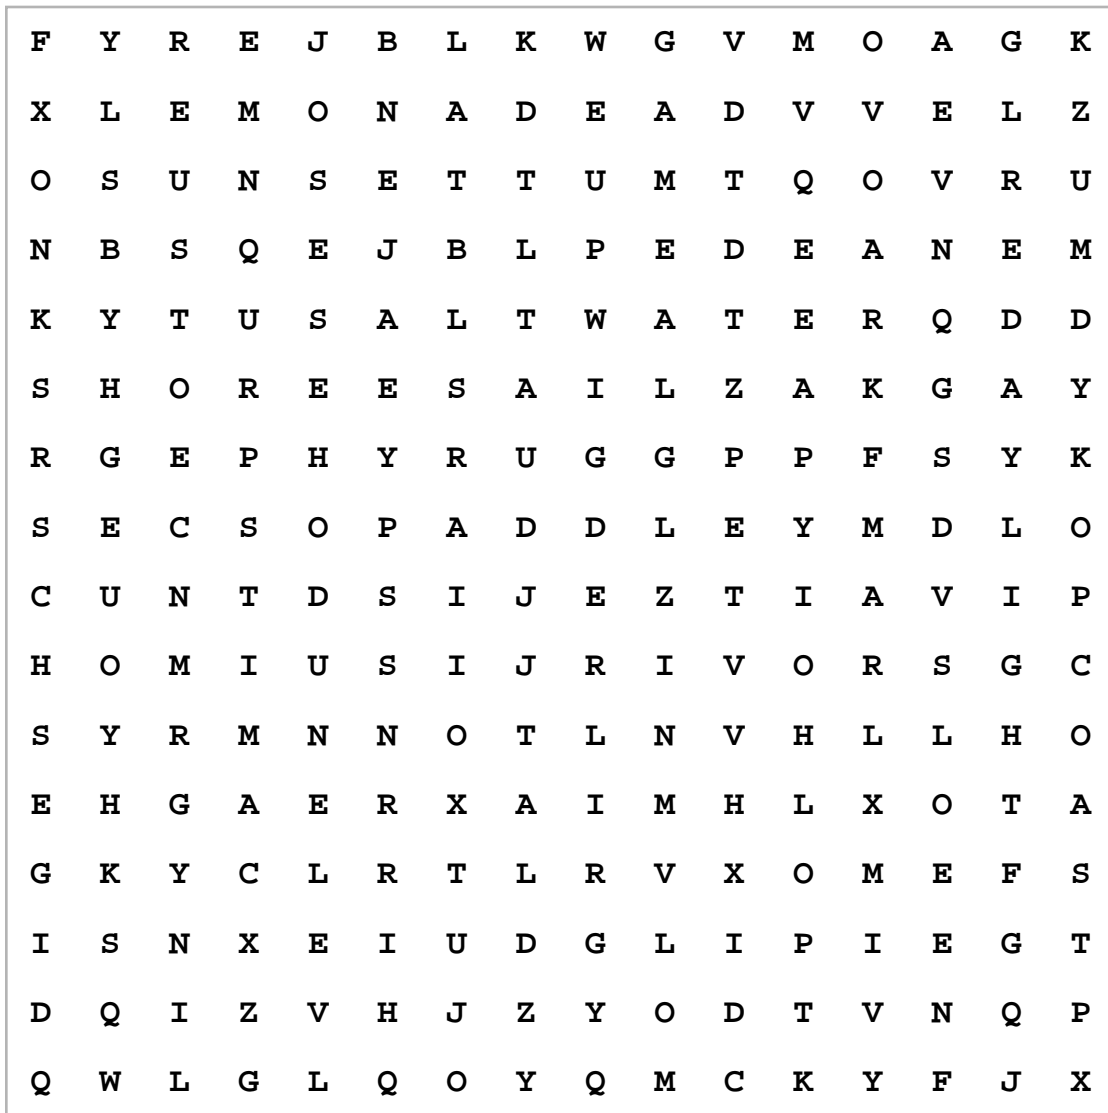 F Y R E J B L K W G V M O A G K
X L E M O N A D E A D V V E L Z
O S U N S E T T U M T Q O V R U
N B S Q E J B L P E D E A N E M
K Y T U S A L T W A T E R Q D D
S H O R E E S A I L Z A K G A Y
R G E P H Y R U G G P P F S Y K
S E C S O P A D D L E Y M D L O
C U N T D S I J E Z T I A V I P
H O M I U S I J R I V O R S G C
S Y R M N N O T L N V H L L H O
E H G A E R X A I M H L X O T A
G K Y C L R T L R V X O M E F S
I S N X E I U D G L I P I E G T
D Q I Z V H J Z Y O D T V N Q P
Q W L G L Q O Y Q M C K Y F J X